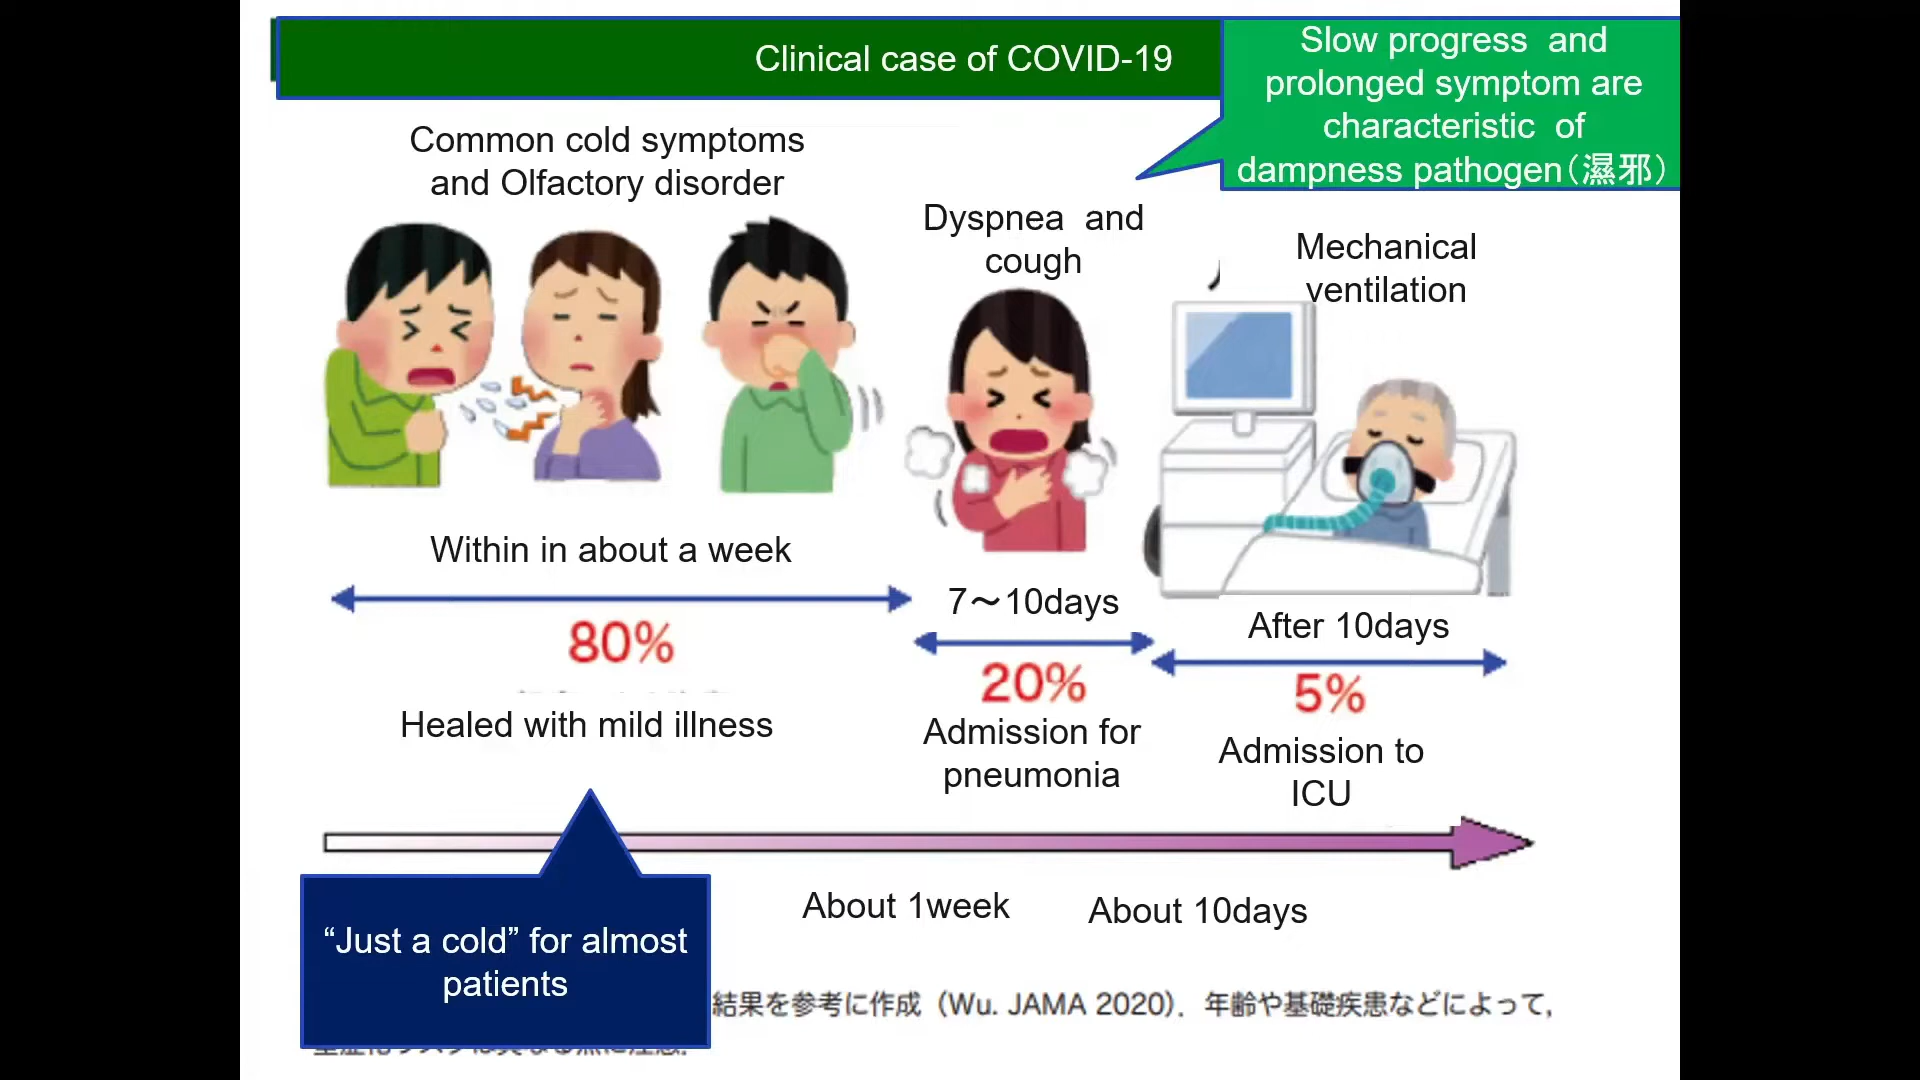 Clinical case of COVID-19
Slow progress and
prolonged symptom are
characteristic of
dampness pathogen（濕邪）
Common cold symptoms
and Olfactory disorder
Dyspnea and
cough
Mechanical
ventilation
Within in about a week
80%
Healed with mild illness
7～10days
20%
Admission for
pneumonia
After 10days
5%
Admission to
ICU
About 1week
About 10days
“Just a cold” for almost
patients
結果を参考に作成（Wu. JAMA 2020）．年齢や基礎疾患などによって，